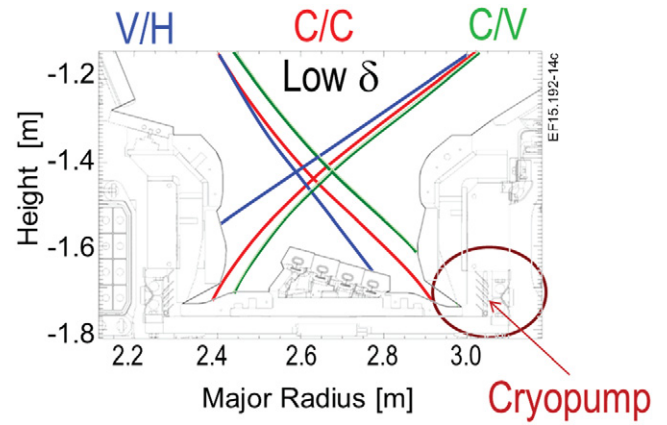 V/H C/C C/V
Low δ
-1.2
-1.4
-1.6
-1.8
Height [m]
2.2 2.4 2.6 2.8 3.0
Major Radius [m]
Cryopump
EF15.192-14c